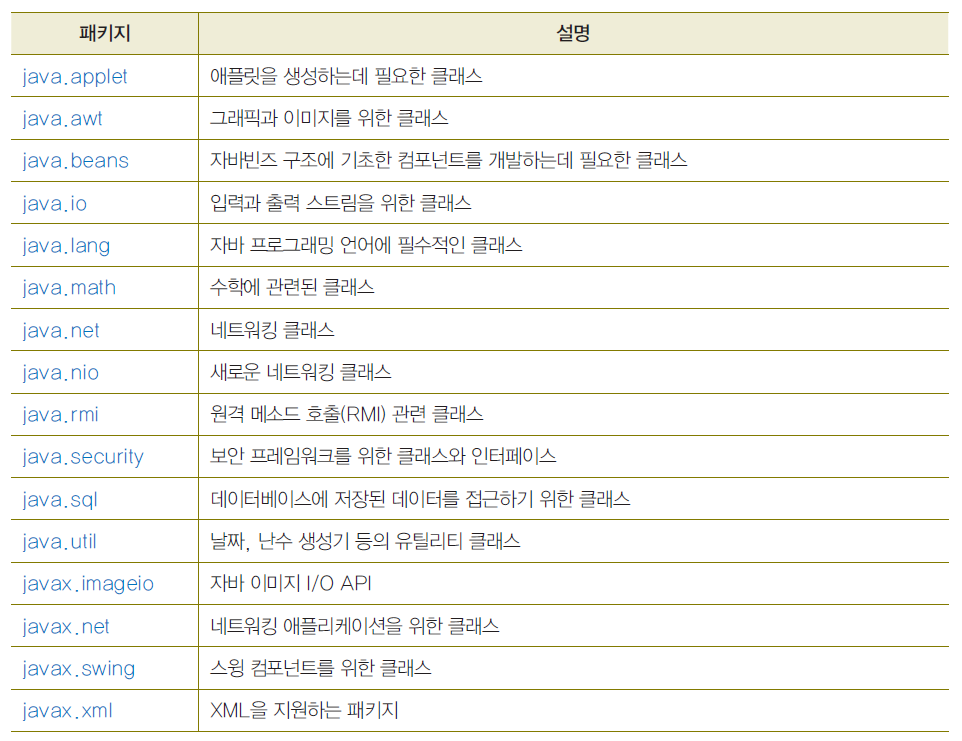 패키지 설명
java.applet 애플릿을 생성하는데 필요한 클래스
java.awt 그래픽과 이미지를 위한 클래스
java.beans 자바빈즈 구조에 기초한 컴포넌트를 개발하는데 필요한 클래스
java.io 입력과 출력 스트림을 위한 클래스
java.lang 자바 프로그래밍 언어에 필수적인 클래스
java.math 수학에 관련된 클래스
java.net 네트워킹 클래스
java.nio 새로운 네트워킹 클래스
java.rmi 원격 메소드 호출(RMI) 관련 클래스
java.security 보안 프레임워크를 위한 클래스와 인터페이스
java.sql 데이터베이스에 저장된 데이터를 접근하기 위한 클래스
java.util 날짜, 난수 생성기 등의 유틸리티 클래스
javax.imageio 자바 이미지 I/O API
javax.net 네트워킹 애플리케이션을 위한 클래스
javax.swing 스윙 컴포넌트를 위한 클래스
javax.xml XML을 지원하는 패키지